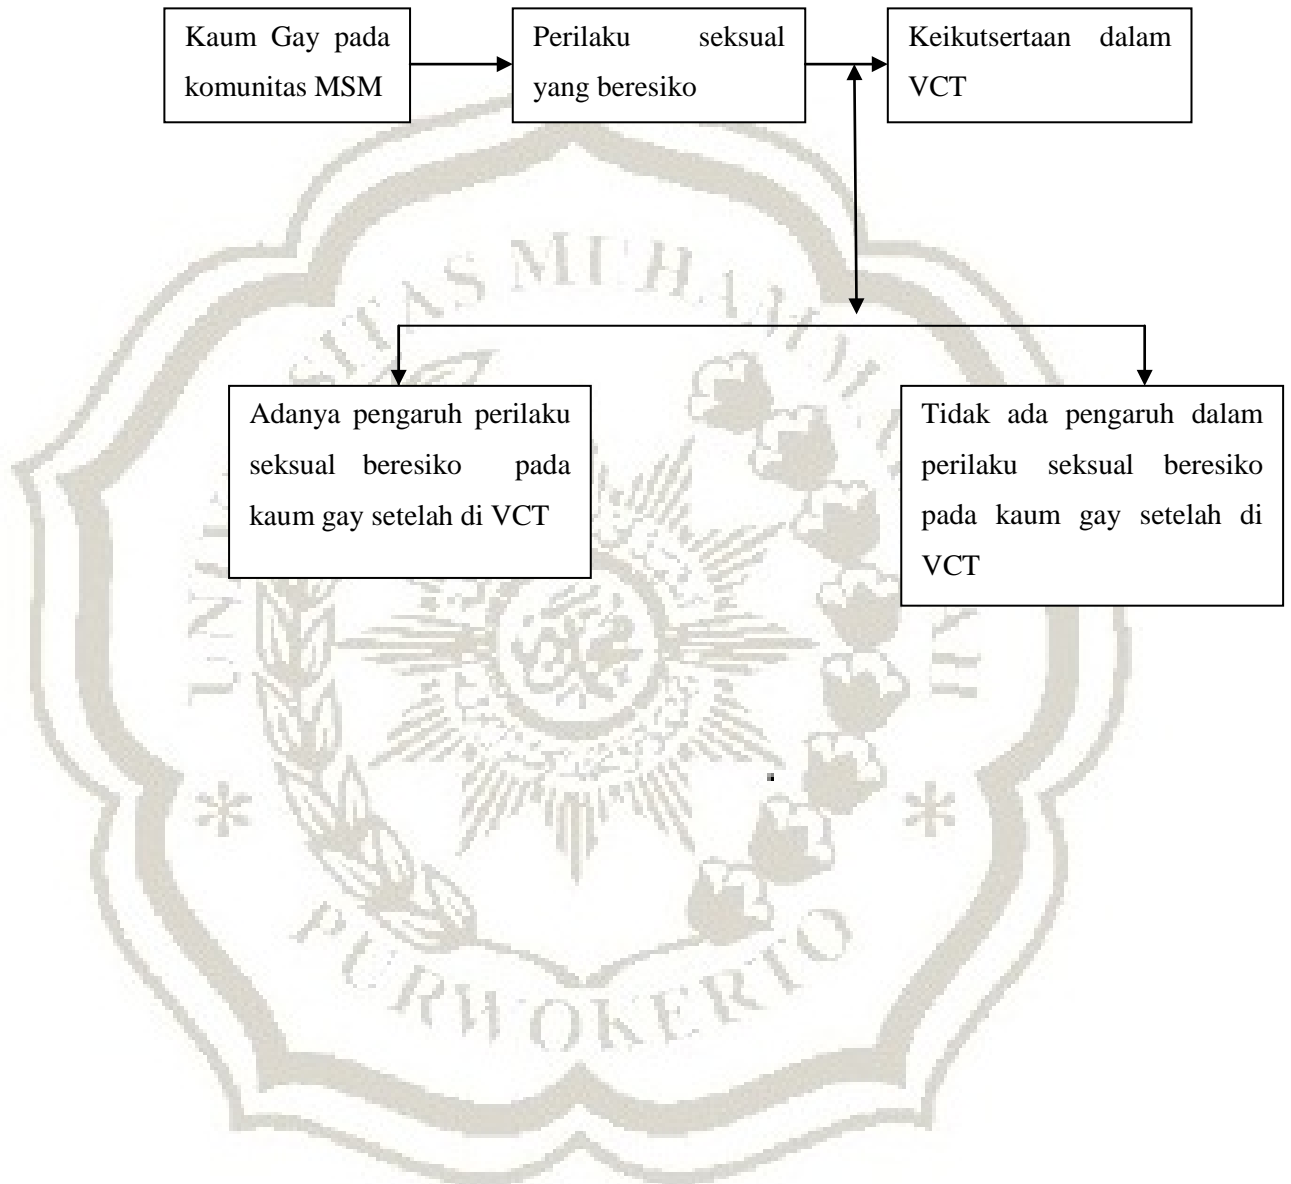 Kaum Gay pada
komunitas MSM
Perilaku seksual
yang beresiko
Keikutsertaan dalam
VCT
Adanya pengaruh perilaku
seksual beresiko pada
kaum gay setelah di VCT
Tidak ada pengaruh dalam
perilaku seksual beresiko
pada kaum gay setelah di
VCT
PURWOKERTO